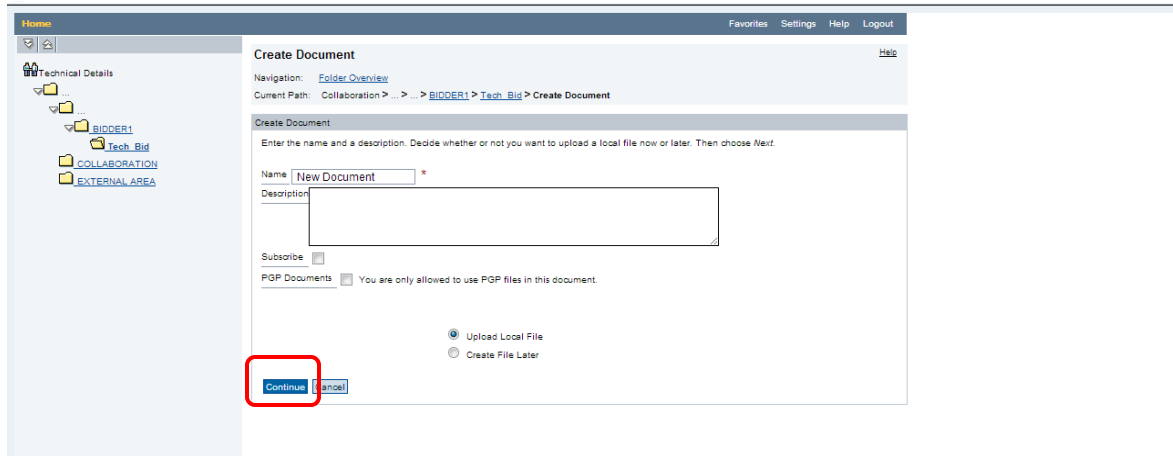 Home Favorites Settings Help Logout
Technical Details
...
...
BIDDER1
Tech_Bid
COLLABORATION
EXTERNAL AREA
Create Document Help
Navigation: Folder Overview
Current Path: Collaboration > ... > ... > BIDDER1 > Tech_Bid > Create Document
Create Document
Enter the name and a description. Decide whether or not you want to upload a local file now or later. Then choose Next.
Name New Document *
Description
Subscribe
PGP Documents You are only allowed to use PGP files in this document.
Upload Local File
Create File Later
Continue Cancel